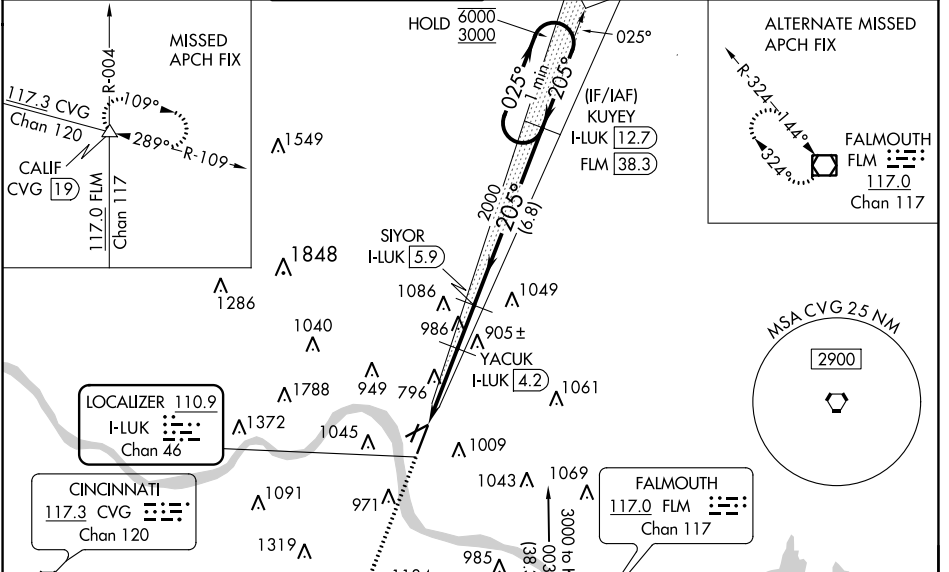 MISSED
APCH FIX
R-004
109°
289°
R-109
117.3 CVG
Chan 120
CALIF
CVG 19
117.0 FLM
Chan 117
HOLD 6000
3000
025°
025°
1 min
205°
(IF/IAF)
KUYEY
I-LUK 12.7
FLM 38.3
2000
205°
(6.8)
ALTERNATE MISSED
APCH FIX
R-324
144°
324°
FALMOUTH
FLM
117.0
Chan 117
1549
1848
1286
SIYOR
I-LUK 5.9
1086
1049
986
905±
1040
YACUK
I-LUK 4.2
949
796
1788
1061
MSA CVG 25 NM
2900
LOCALIZER 110.9
I-LUK
Chan 46
1372
1045
1009
1043
1069
CINCINNATI
117.3 CVG
Chan 120
1091
971
1319
985
3000 to
003
(38.
FALMOUTH
117.0 FLM
Chan 117